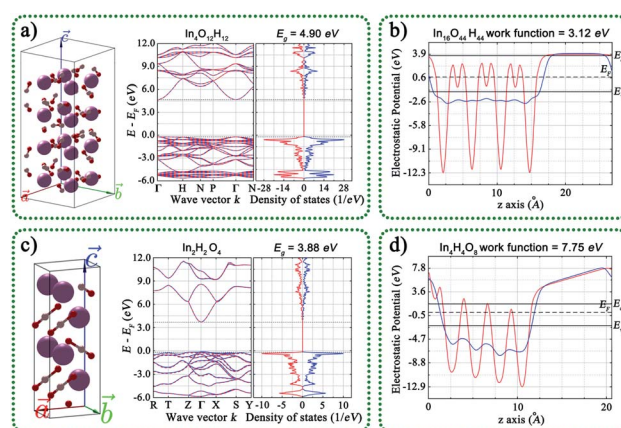 a)
c
a
b
In4O12H12
Eg = 4.90 eV
E - EF (eV)
12.0
9.0
6.0
3.0
0.0
-3.0
-6.0
Γ H N P Γ N
-28 -14 0 14 28
Wave vector k
Density of states (1/eV)
b)
In16O44H44 work function = 3.12 eV
Electrostatic Potential (eV)
3.9
0.6
-2.6
-5.8
-9.1
-12.3
EF
0 10 20
z axis (Å)
c)
c
a
b
In2H2O4
Eg = 3.88 eV
E - EF (eV)
12.0
9.0
6.0
3.0
0.0
-3.0
-6.0
R T Z Γ X S Y
-10 -5 0 5 10
Wave vector k
Density of states (1/eV)
d)
In4H4O8 work function = 7.75 eV
Electrostatic Potential (eV)
7.8
3.7
-0.5
-4.7
-8.8
-12.9
EF
0 10 20
z axis (Å)